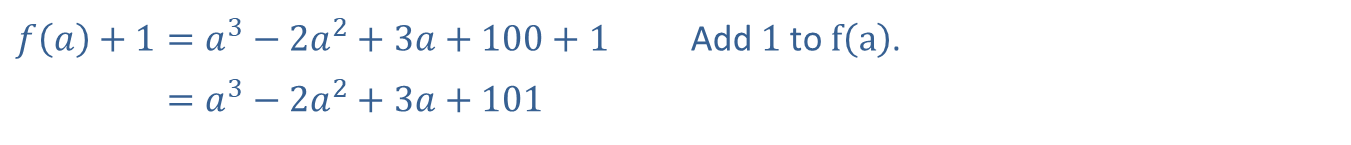 f(a) + 1 = a³ − 2a² + 3a + 100 + 1 Add 1 to f(a).
= a³ − 2a² + 3a + 101